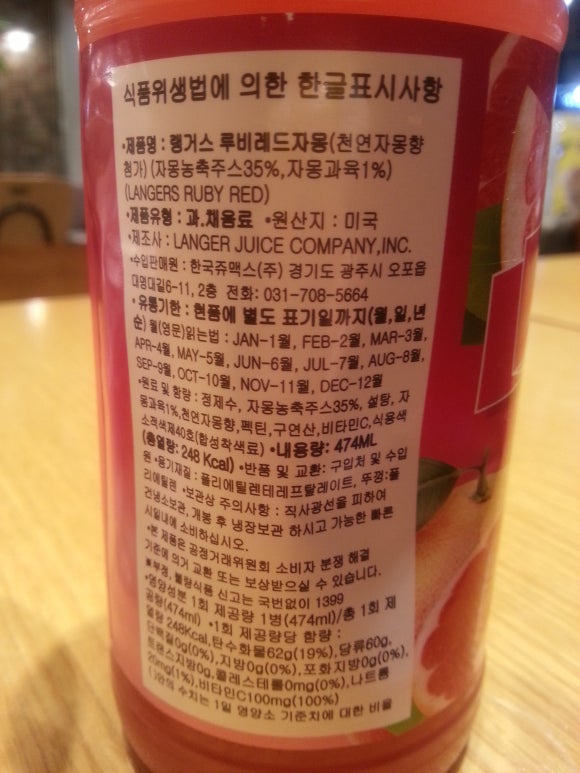 식품위생법에 의한 한글표시사항
•제품명 : 랭거스 루비레드자몽(천연자몽향
첨가) (자몽농축주스35%,자몽과육1%)
(LANGERS RUBY RED)
•제품유형 : 과.채음료 •원산지 : 미국
•제조사 : LANGER JUICE COMPANY,INC.
•수입판매원 : 한국쥬맥스(주) 경기도 광주시 오포읍
대명대길6-11, 2층 전화: 031-708-5664
•유통기한 : 현품에 별도 표기일까지(월,일,년
순) 월(영문)읽는법 : JAN-1월, FEB-2월, MAR-3월,
APR-4월, MAY-5월, JUN-6월, JUL-7월, AUG-8월,
SEP-9월, OCT-10월, NOV-11월, DEC-12월
•원료 및 함량 : 정제수, 자몽농축주스35%, 설탕, 자
몽과육1%,천연자몽향,펙틴,구연산,비타민C,식용색
소적색제40호(합성착색료) •내용량: 474ML
(총열량: 248 Kcal) •반품 및 교환: 구입처 및 수입
원 •용기재질 : 폴리에틸렌테레프탈레이트, 뚜껑:폴
리에틸렌 •보관상 주의사항 : 직사광선을 피하여
건냉소보관, 개봉 후 냉장보관 하시고 가능한 빠른
시일내에 소비하십시오.
•본 제품은 공정거래위원회 소비자 분쟁 해결
기준에 의거 교환 또는 보상받으실 수 있습니다.
■부정, 불량식품 신고는 국번없이 1399
•영양성분 1회 제공량 1병(474ml)/총 1회 제
공량(474ml) •1회 제공량당 함량 :
열량 248Kcal,탄수화물62g(19%),당류60g,
단백질0g(0%),지방0g(0%),포화지방0g(0%),
트랜스지방0g,콜레스테롤0mg(0%),나트륨
20mg(1%),비타민C100mg(100%)
( )안의 수치는 1일 영양소 기준치에 대한 비율